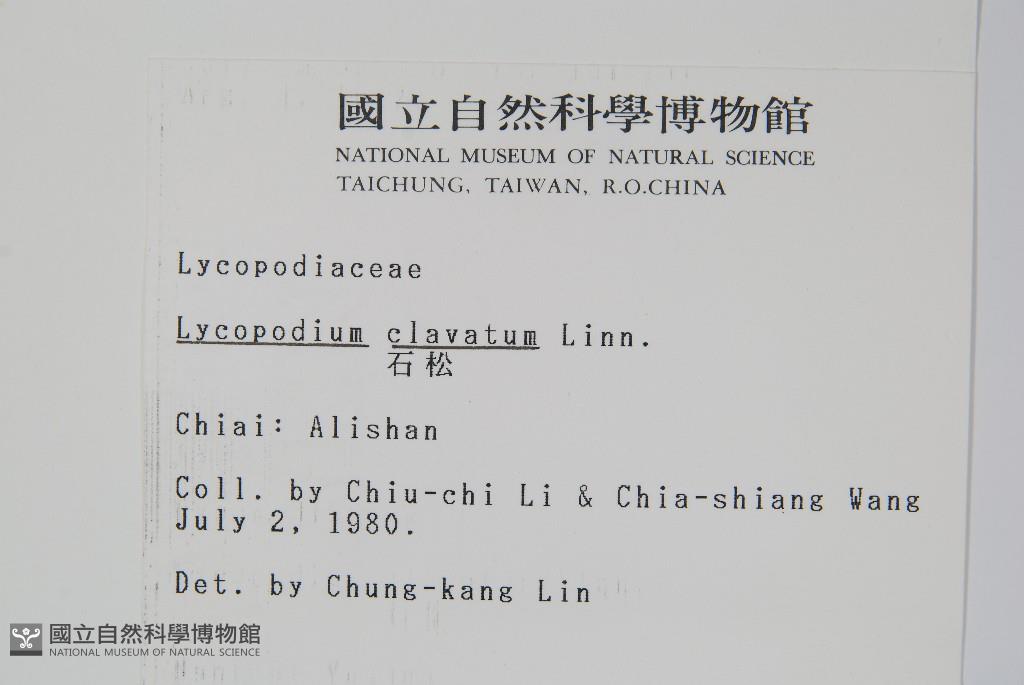 國立自然科學博物館
NATIONAL MUSEUM OF NATURAL SCIENCE
TAICHUNG, TAIWAN, R.O.CHINA
Lycopodiaceae
Lycopodium clavatum Linn.
石松
Chiai: Alishan
Coll. by Chiu-chi Li & Chia-shiang Wang
July 2, 1980.
Det. by Chung-kang Lin
國立自然科學博物館
NATIONAL MUSEUM OF NATURAL SCIENCE